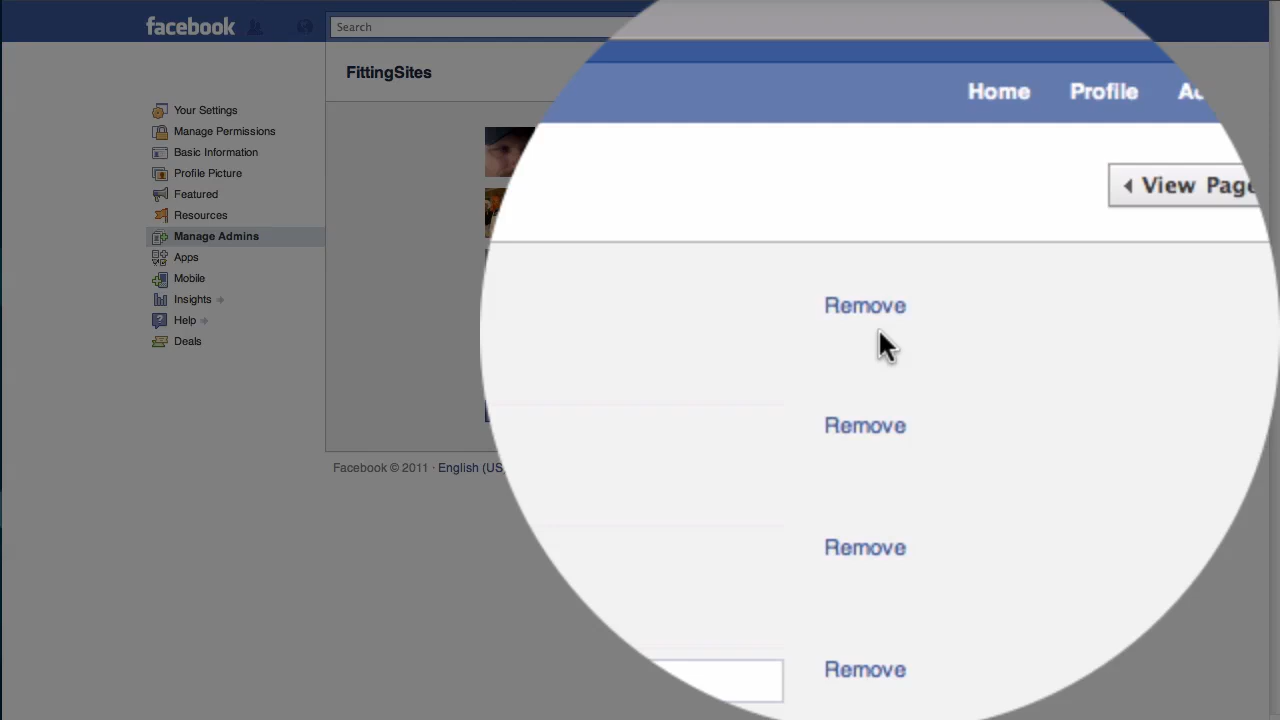 facebook
Search
Home Profile
FittingSites
View Page
Your Settings
Manage Permissions
Basic Information
Profile Picture
Featured
Resources
Manage Admins
Apps
Mobile
Insights
Help
Deals
Remove
Remove
Remove
Remove
Facebook © 2011 · English (US